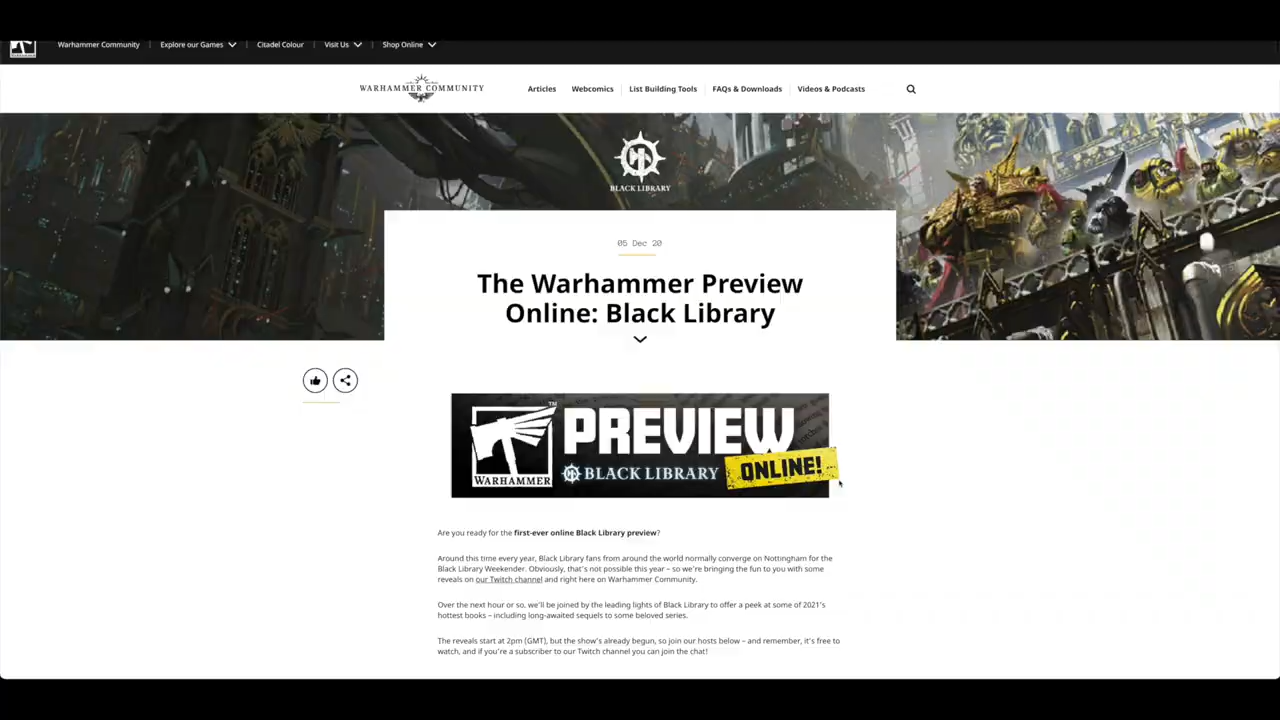 Warhammer Community
Explore our Games
Citadel Colour
Visit Us
Shop Online
WARHAMMER COMMUNITY
Articles
Webcomics
List Building Tools
FAQs & Downloads
Videos & Podcasts
BLACK LIBRARY
05 Dec 20
The Warhammer Preview
Online: Black Library
WARHAMMER
™
PREVIEW
BLACK LIBRARY
ONLINE!
Are you ready for the first-ever online Black Library preview?
Around this time every year, Black Library fans from around the world normally converge on Nottingham for the
Black Library Weekender. Obviously, that's not possible this year – so we're bringing the fun to you with some
reveals on our Twitch channel and right here on Warhammer Community.
Over the next hour or so, we'll be joined by the leading lights of Black Library to offer a peek at some of 2021's
hottest books – including long-awaited sequels to some beloved series.
The reveals start at 2pm (GMT), but the show's already begun, so join our hosts below – and remember, it's free to
watch, and if you're a subscriber to our Twitch channel you can join the chat!